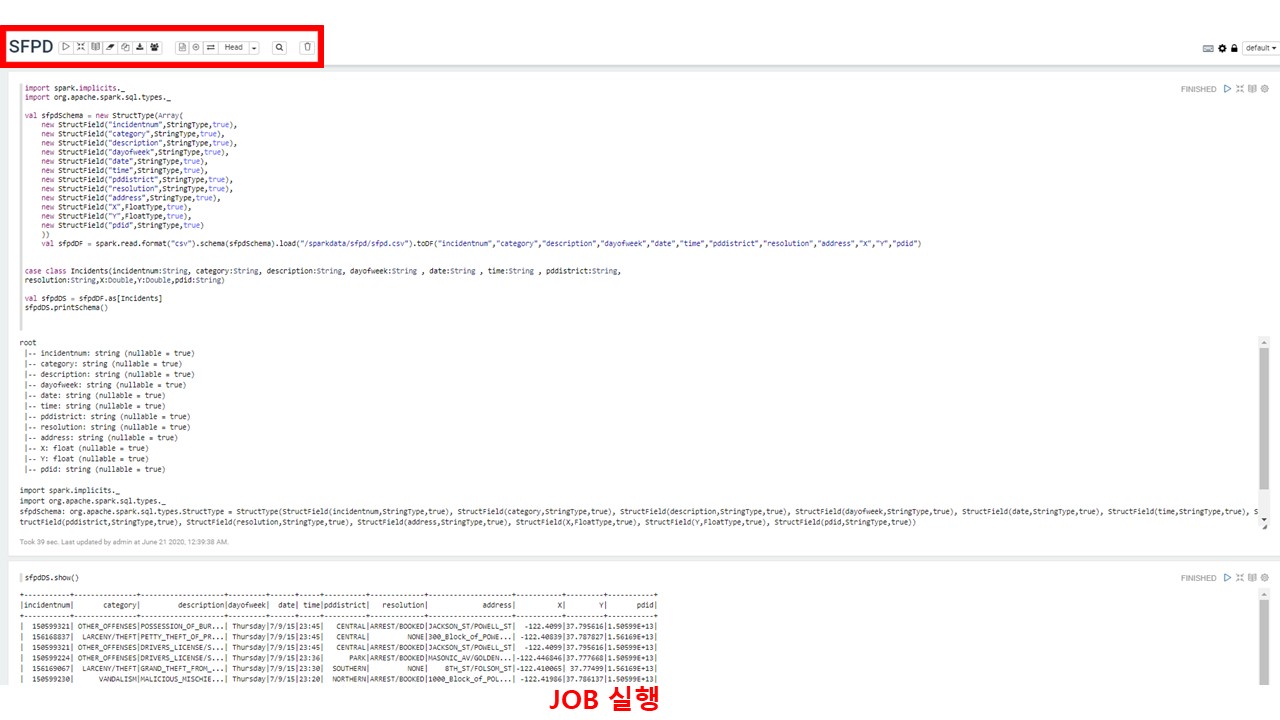 SFPD
Head
default
import spark.implicits._
import org.apache.spark.sql.types._
val sfpdSchema = new StructType(Array(
new StructField("incidentnum",StringType,true),
new StructField("category",StringType,true),
new StructField("description",StringType,true),
new StructField("dayofweek",StringType,true),
new StructField("date",StringType,true),
new StructField("time",StringType,true),
new StructField("pddistrict",StringType,true),
new StructField("resolution",StringType,true),
new StructField("address",StringType,true),
new StructField("X",FloatType,true),
new StructField("Y",FloatType,true),
new StructField("pdid",StringType,true)
))
val sfpdDF = spark.read.format("csv").schema(sfpdSchema).load("/sparkdata/sfpd/sfpd.csv").toDF("incidentnum","category","description","dayofweek","date","time","pddistrict","resolution","address","X","Y","pdid")
case class Incidents(incidentnum:String, category:String, description:String, dayofweek:String , date:String , time:String , pddistrict:String,
resolution:String,X:Double,Y:Double,pdid:String)
val sfpdDS = sfpdDF.as[Incidents]
sfpdDS.printSchema()
FINISHED
root
|-- incidentnum: string (nullable = true)
|-- category: string (nullable = true)
|-- description: string (nullable = true)
|-- dayofweek: string (nullable = true)
|-- date: string (nullable = true)
|-- time: string (nullable = true)
|-- pddistrict: string (nullable = true)
|-- resolution: string (nullable = true)
|-- address: string (nullable = true)
|-- X: float (nullable = true)
|-- Y: float (nullable = true)
|-- pdid: string (nullable = true)
import spark.implicits._
import org.apache.spark.sql.types._
sfpdSchema: org.apache.spark.sql.types.StructType = StructType(StructField(incidentnum,StringType,true), StructField(category,StringType,true), StructField(description,StringType,true), StructField(dayofweek,StringType,true), StructField(date,StringType,true), StructField(time,StringType,true), S
tructField(pddistrict,StringType,true), StructField(resolution,StringType,true), StructField(address,StringType,true), StructField(X,FloatType,true), StructField(Y,FloatType,true), StructField(pdid,StringType,true))
Took 39 sec. Last updated by admin at June 21 2020, 12:39:38 AM.
sfpdDS.show()
FINISHED
+-----------+--------------+--------------------+---------+------+-----+----------+--------------+--------------------+-----------+---------+-----------+
|incidentnum| category| description|dayofweek| date| time|pddistrict| resolution| address| X| Y| pdid|
+-----------+--------------+--------------------+---------+------+-----+----------+--------------+--------------------+-----------+---------+-----------+
| 150599321|OTHER_OFFENSES|POSSESSION_OF_BUR...| Thursday|7/9/15|23:45| CENTRAL|ARREST/BOOKED|JACKSON_ST/POWELL_ST| -122.4099|37.795616|1.50599E+13|
| 156168837| LARCENY/THEFT|PETTY_THEFT_OF_PR...| Thursday|7/9/15|23:45| CENTRAL| NONE|300_Block_of_POWE...| -122.40839|37.787827|1.56169E+13|
| 150599321|OTHER_OFFENSES|DRIVERS_LICENSE/S...| Thursday|7/9/15|23:45| CENTRAL|ARREST/BOOKED|JACKSON_ST/POWELL_ST| -122.4099|37.795616|1.50599E+13|
| 150599224|OTHER_OFFENSES|DRIVERS_LICENSE/S...| Thursday|7/9/15|23:36| PARK|ARREST/BOOKED|MASONIC_AV/GOLDEN...|-122.446846|37.777668|1.50599E+13|
| 156169067| LARCENY/THEFT|GRAND_THEFT_FROM_...| Thursday|7/9/15|23:30| SOUTHERN| NONE| 8TH_ST/FOLSOM_ST|-122.410065| 37.77499|1.56169E+13|
| 150599230| VANDALISM|MALICIOUS_MISCHIE...| Thursday|7/9/15|23:20| NORTHERN|ARREST/BOOKED|1000_Block_of_POL...| -122.41986|37.786137|1.50599E+13|
JOB 실행